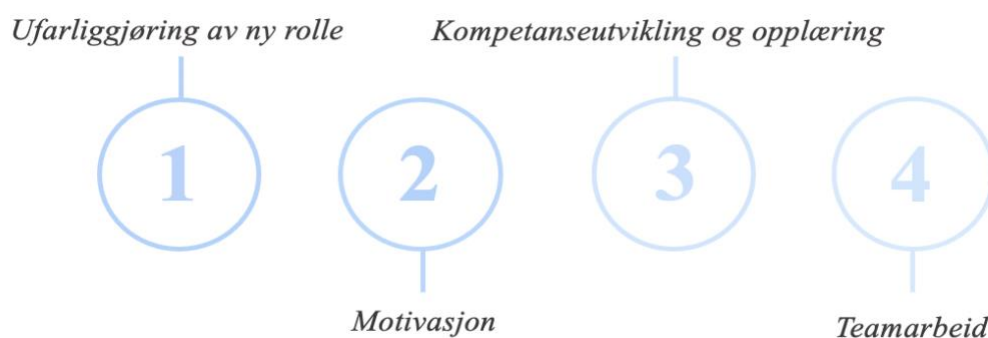 Ufarliggjøring av ny rolle
Kompetanseutvikling og opplæring
1
2
3
4
Motivasjon
Teamarbeid